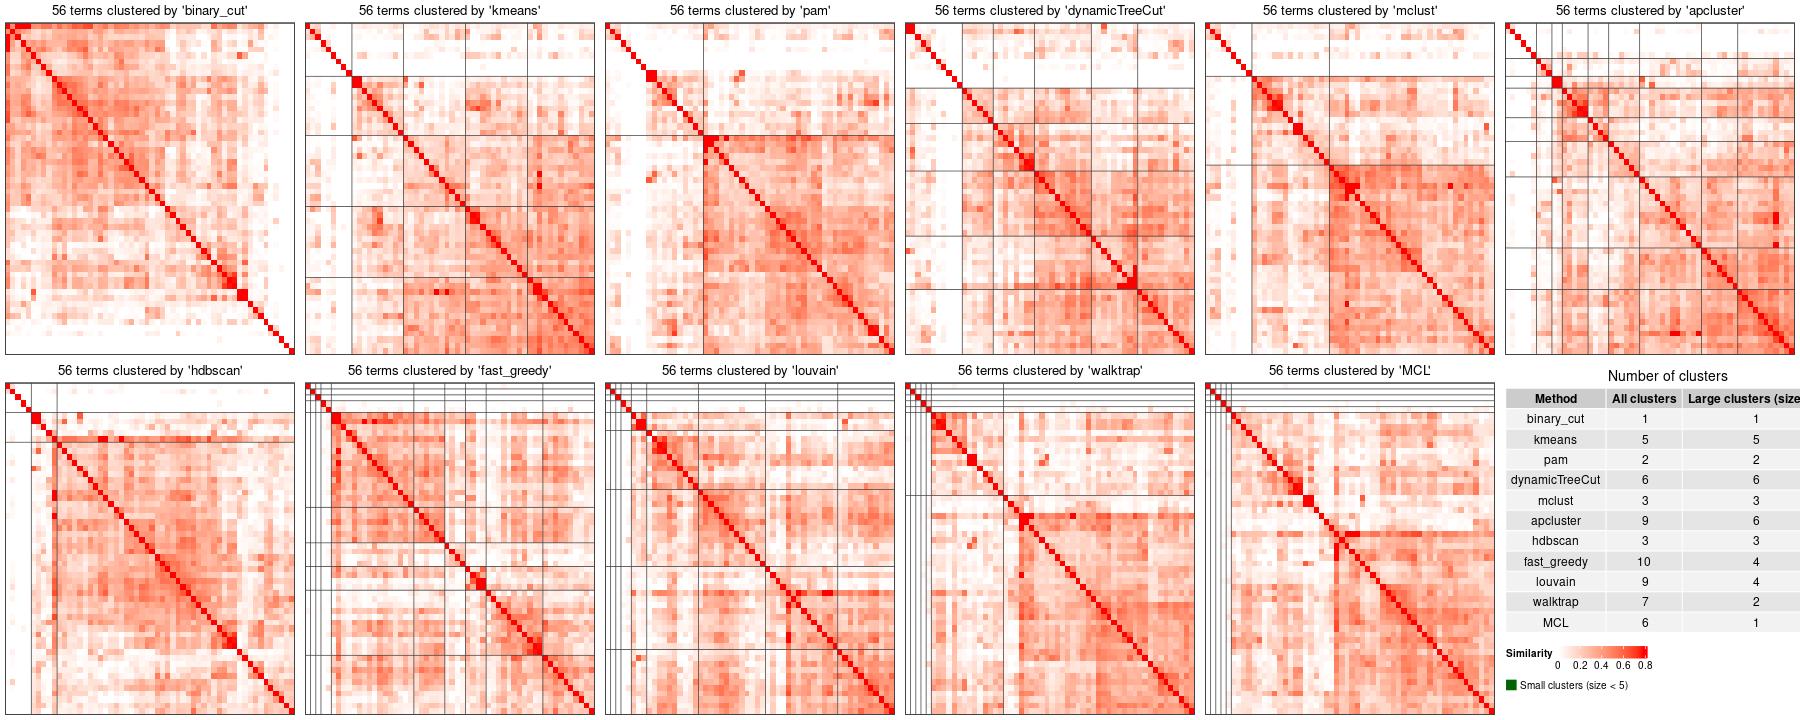 56 terms clustered by 'binary_cut'
56 terms clustered by 'kmeans'
56 terms clustered by 'pam'
56 terms clustered by 'dynamicTreeCut'
56 terms clustered by 'mclust'
56 terms clustered by 'apcluster'
56 terms clustered by 'hdbscan'
56 terms clustered by 'fast_greedy'
56 terms clustered by 'louvain'
56 terms clustered by 'walktrap'
56 terms clustered by 'MCL'
Number of clusters
Method All clusters Large clusters (size
binary_cut 1 1
kmeans 5 5
pam 2 2
dynamicTreeCut 6 6
mclust 3 3
apcluster 9 6
hdbscan 3 3
fast_greedy 10 4
louvain 9 4
walktrap 7 2
MCL 6 1
Similarity
0 0.2 0.4 0.6 0.8
Small clusters (size < 5)